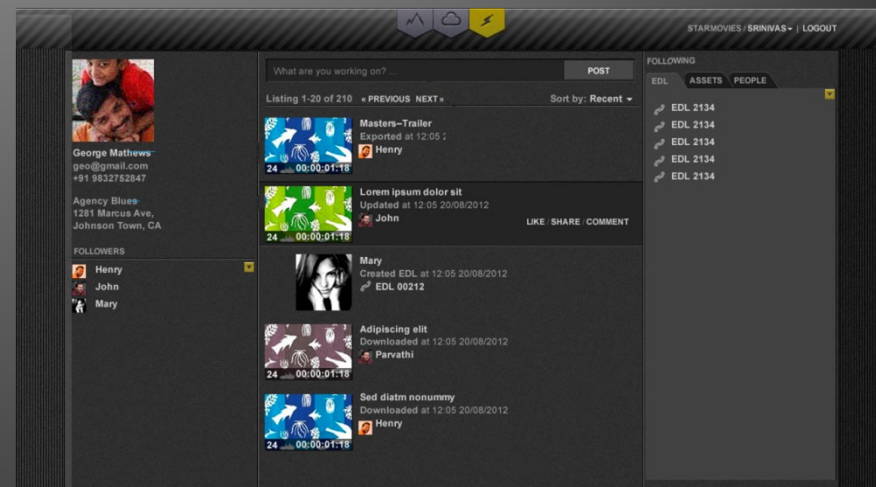 STARMOVIES / SRINIVAS | LOGOUT
George Mathews
geo@gmail.com
+91 9832752847
Agency Blues
1281 Marcus Ave,
Johnson Town, CA
FOLLOWERS
Henry
John
Mary
What are you working on? ...
POST
Listing 1-20 of 210 « PREVIOUS NEXT »
Sort by: Recent
Masters-Trailer
Exported at 12:05
Henry
24 00:00:01:18
Lorem ipsum dolor sit
Updated at 12:05 20/08/2012
John
LIKE / SHARE / COMMENT
24 00:00:01:18
Mary
Created EDL at 12:05 20/08/2012
EDL 00212
Adipiscing elit
Downloaded at 12:05 20/08/2012
Parvathi
24 00:00:01:18
Sed diatm nonummy
Downloaded at 12:05 20/08/2012
Henry
24 00:00:01:18
FOLLOWING
EDL ASSETS PEOPLE
EDL 2134
EDL 2134
EDL 2134
EDL 2134
EDL 2134